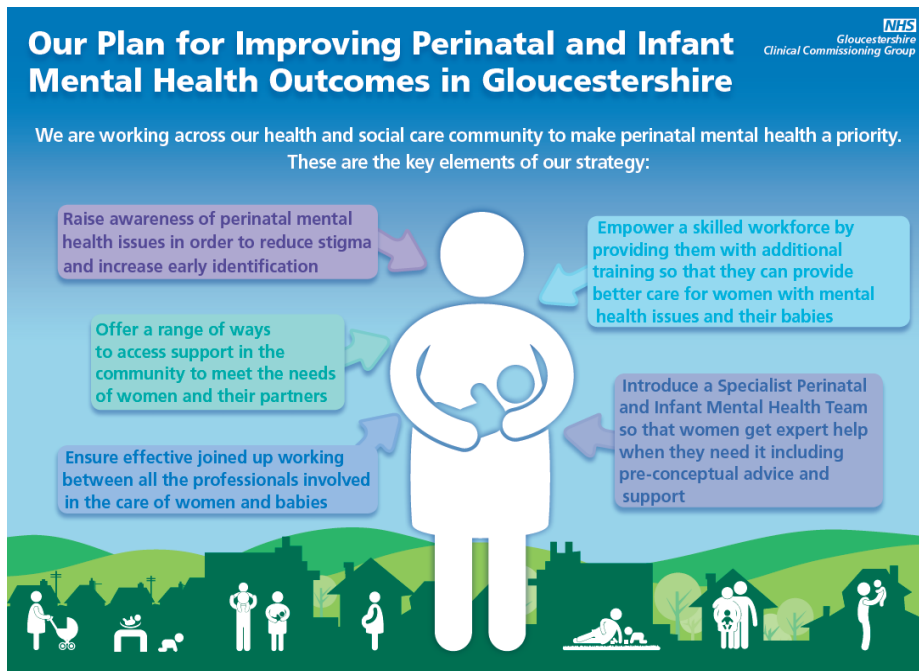 Our Plan for Improving Perinatal and Infant
Mental Health Outcomes in Gloucestershire
NHS
Gloucestershire
Clinical Commissioning Group
We are working across our health and social care community to make perinatal mental health a priority.
These are the key elements of our strategy:
Raise awareness of perinatal mental
health issues in order to reduce stigma
and increase early identification
Empower a skilled workforce by
providing them with additional
training so that they can provide
better care for women with mental
health issues and their babies
Offer a range of ways
to access support in the
community to meet the needs
of women and their partners
Introduce a Specialist Perinatal
and Infant Mental Health Team
so that women get expert help
when they need it including
pre-conceptual advice and
support
Ensure effective joined up working
between all the professionals involved
in the care of women and babies